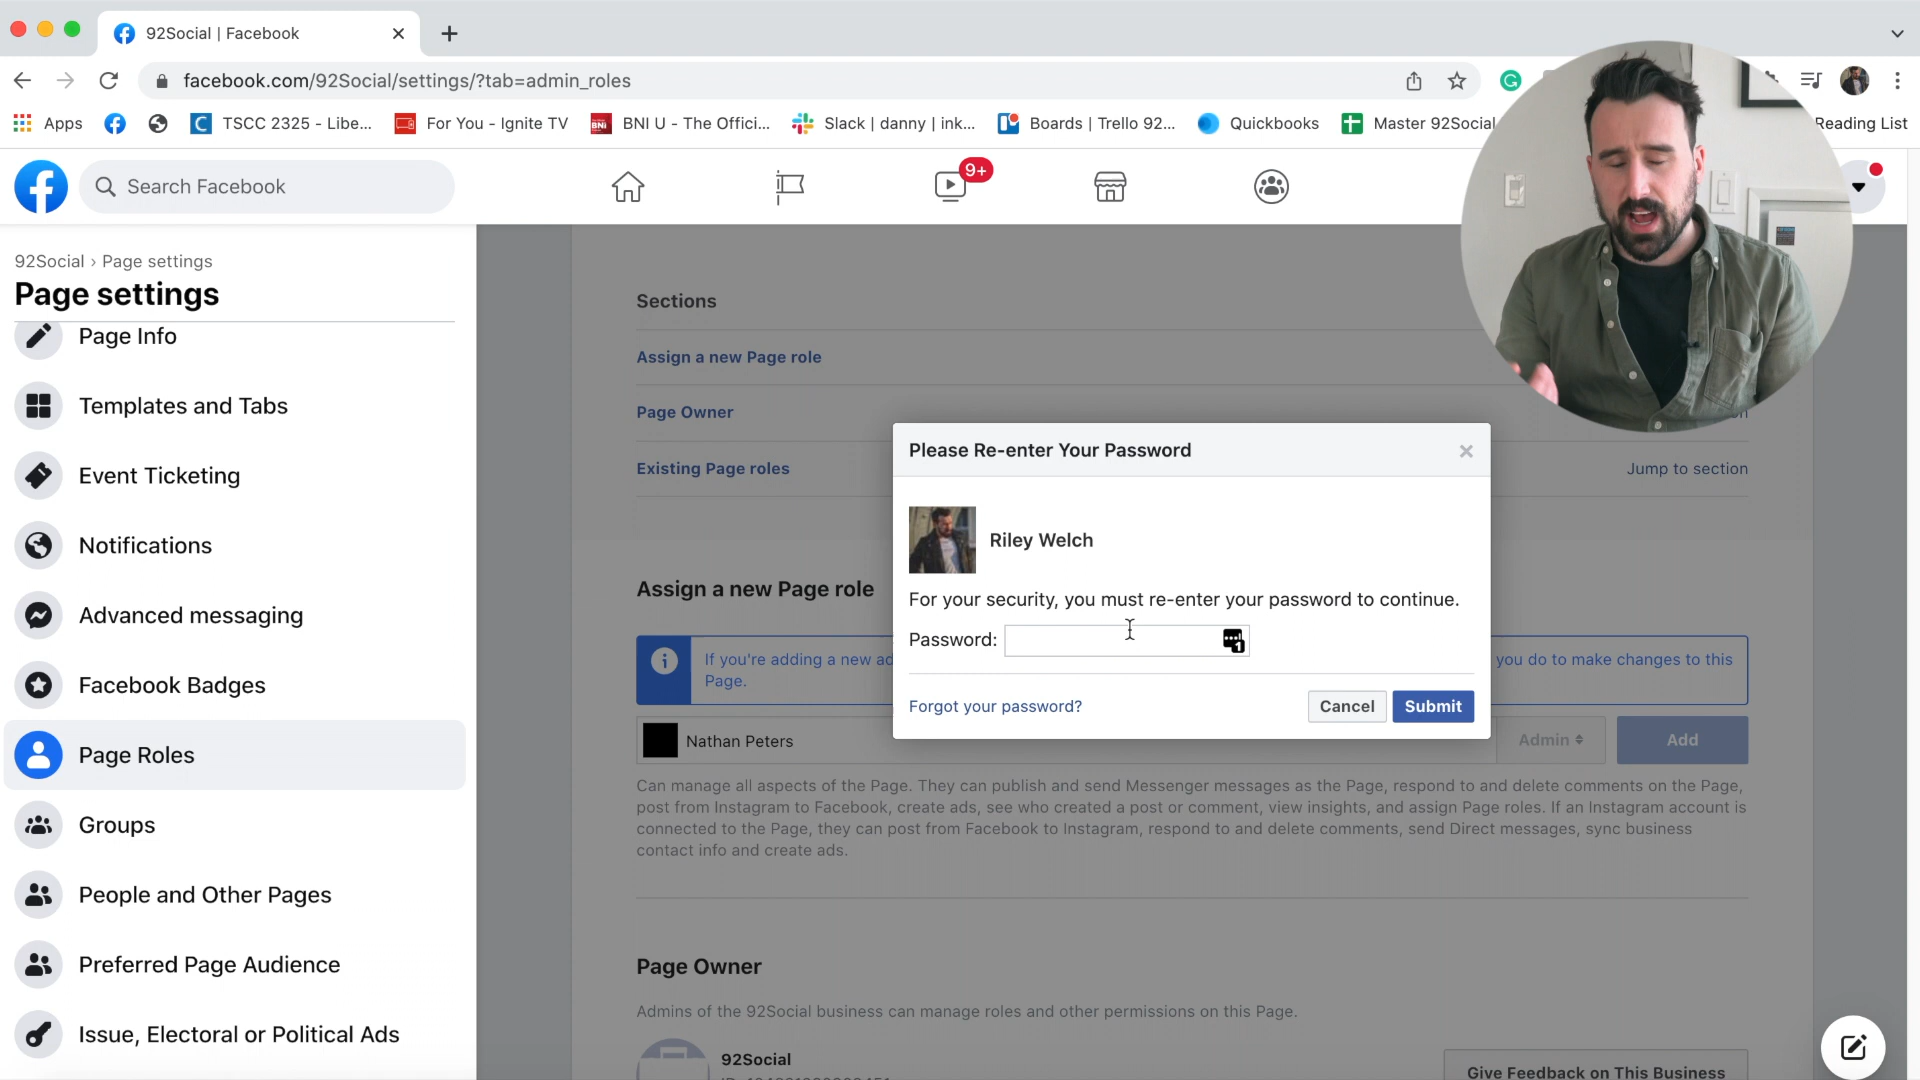 92Social | Facebook
facebook.com/92Social/settings/?tab=admin_roles
Apps
TSCC 2325 - Libe...
For You - Ignite TV
BNI U - The Offici...
Slack | danny | ink...
Boards | Trello 92...
Quickbooks
Master 92Social
Reading List
Search Facebook
9+
92Social › Page settings
Page settings
Page Info
Templates and Tabs
Event Ticketing
Notifications
Advanced messaging
Facebook Badges
Page Roles
Groups
People and Other Pages
Preferred Page Audience
Issue, Electoral or Political Ads
Sections
Assign a new Page role
Page Owner
Existing Page roles
Jump to section
Please Re-enter Your Password
Riley Welch
For your security, you must re-enter your password to continue.
Password:
Forgot your password?
Cancel
Submit
Assign a new Page role
If you're adding a new
you do to make changes to this
Page.
Nathan Peters
Admin
Add
Can manage all aspects of the Page. They can publish and send Messenger messages as the Page, respond to and delete comments on the Page,
post from Instagram to Facebook, create ads, see who created a post or comment, view insights, and assign Page roles. If an Instagram account is
connected to the Page, they can post from Facebook to Instagram, respond to and delete comments, send Direct messages, sync business
contact info and create ads.
Page Owner
Admins of the 92Social business can manage roles and other permissions on this Page.
92Social
Give Feedback on This Business